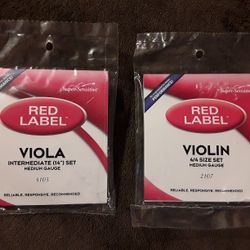 Super-Sensitive
RED
LABEL
VIOLA
INTERMEDIATE (14") SET
MEDIUM GAUGE
4105
RELIABLE, RESPONSIVE, RECOMMENDED
Super-Sensitive
RED
LABEL
VIOLIN
4/4 SIZE SET
MEDIUM GAUGE
2107
RELIABLE, RESPONSIVE, RECOMMENDED